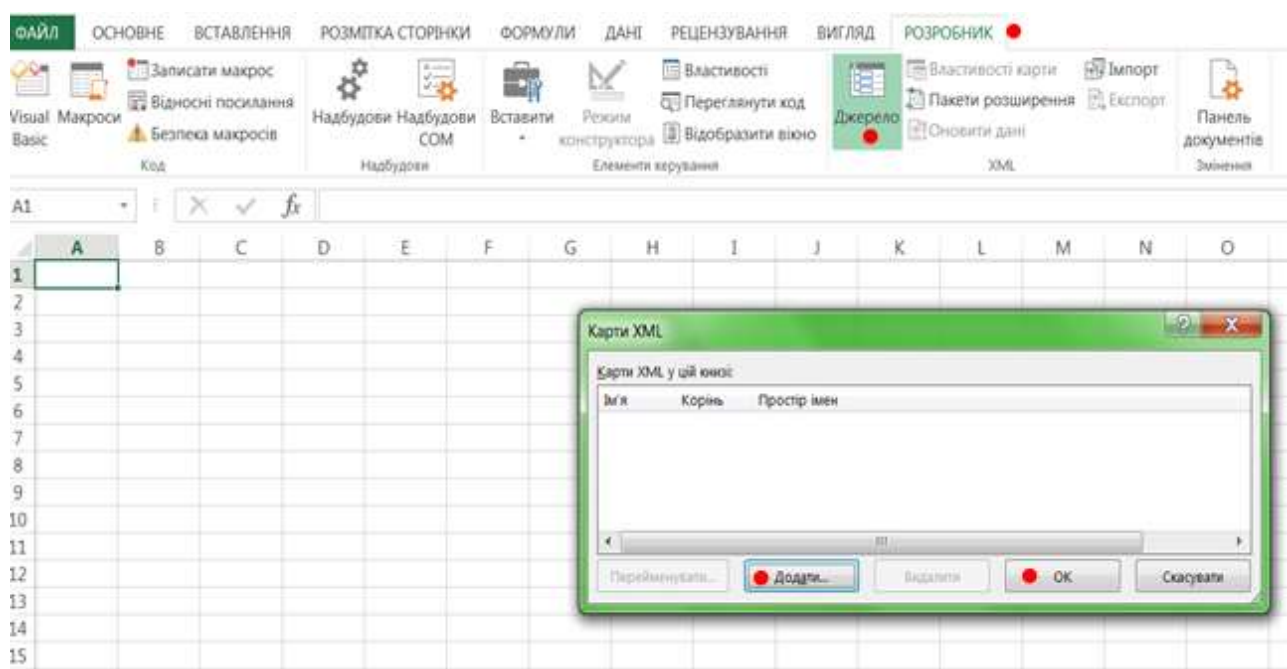 ФАЙЛ ОСНОВНЕ ВСТАВЛЕННЯ РОЗМІТКА СТОРІНКИ ФОРМУЛИ ДАНІ РЕЦЕНЗУВАННЯ ВИГЛЯД РОЗРОБНИК
Visual Basic Макроси Записати макрос
Відносні посилання
Безпека макросів
Код
Надбудови Надбудови COM
Надбудови
Вставити Режим конструктора Властивості
Переглянути код
Відобразити вікно
Елементи керування
Джерело Властивості карти Імпорт
Пакети розширення Експорт
Оновити дані
XML
Панель документів
Змінення
A1 fx
A B C D E F G H I J K L M N O
1
2
3
4
5
6
7
8
9
10
11
12
13
14
15
Карти XML
Карти XML у цій книзі:
Ім'я Корінь Простір імен
Перейменувати... Додати... Видалити OK Скасувати